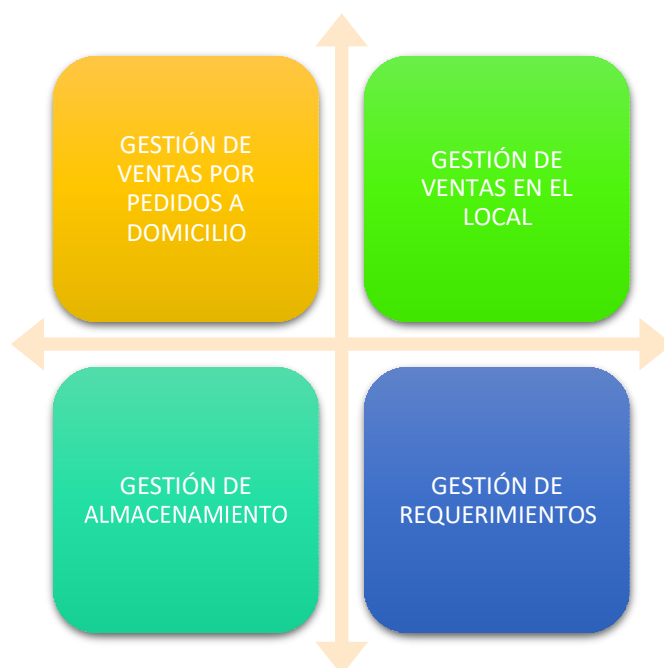 GESTIÓN DE
VENTAS POR
PEDIDOS A
DOMICILIO
GESTIÓN DE
VENTAS EN EL
LOCAL
GESTIÓN DE
ALMACENAMIENTO
GESTIÓN DE
REQUERIMIENTOS